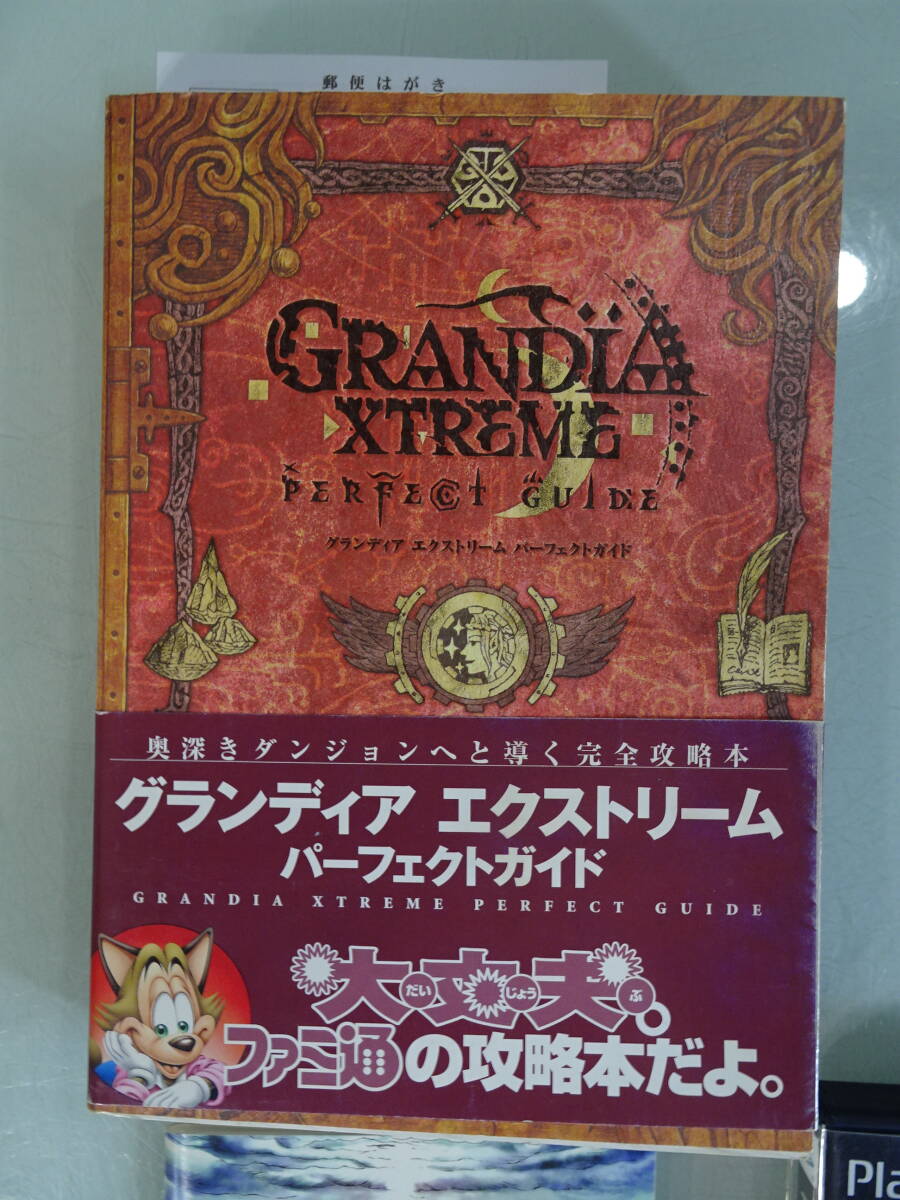 郵便はがき
GRANDIA
XTREME
PERFECT GUIDE
グランディア エクストリーム パーフェクトガイド
奥深きダンジョンへと導く完全攻略本
グランディア エクストリーム
パーフェクトガイド
GRANDIA XTREME PERFECT GUIDE
大丈夫。
だい じょう ぶ
ファミ通の攻略本だよ。
Pla